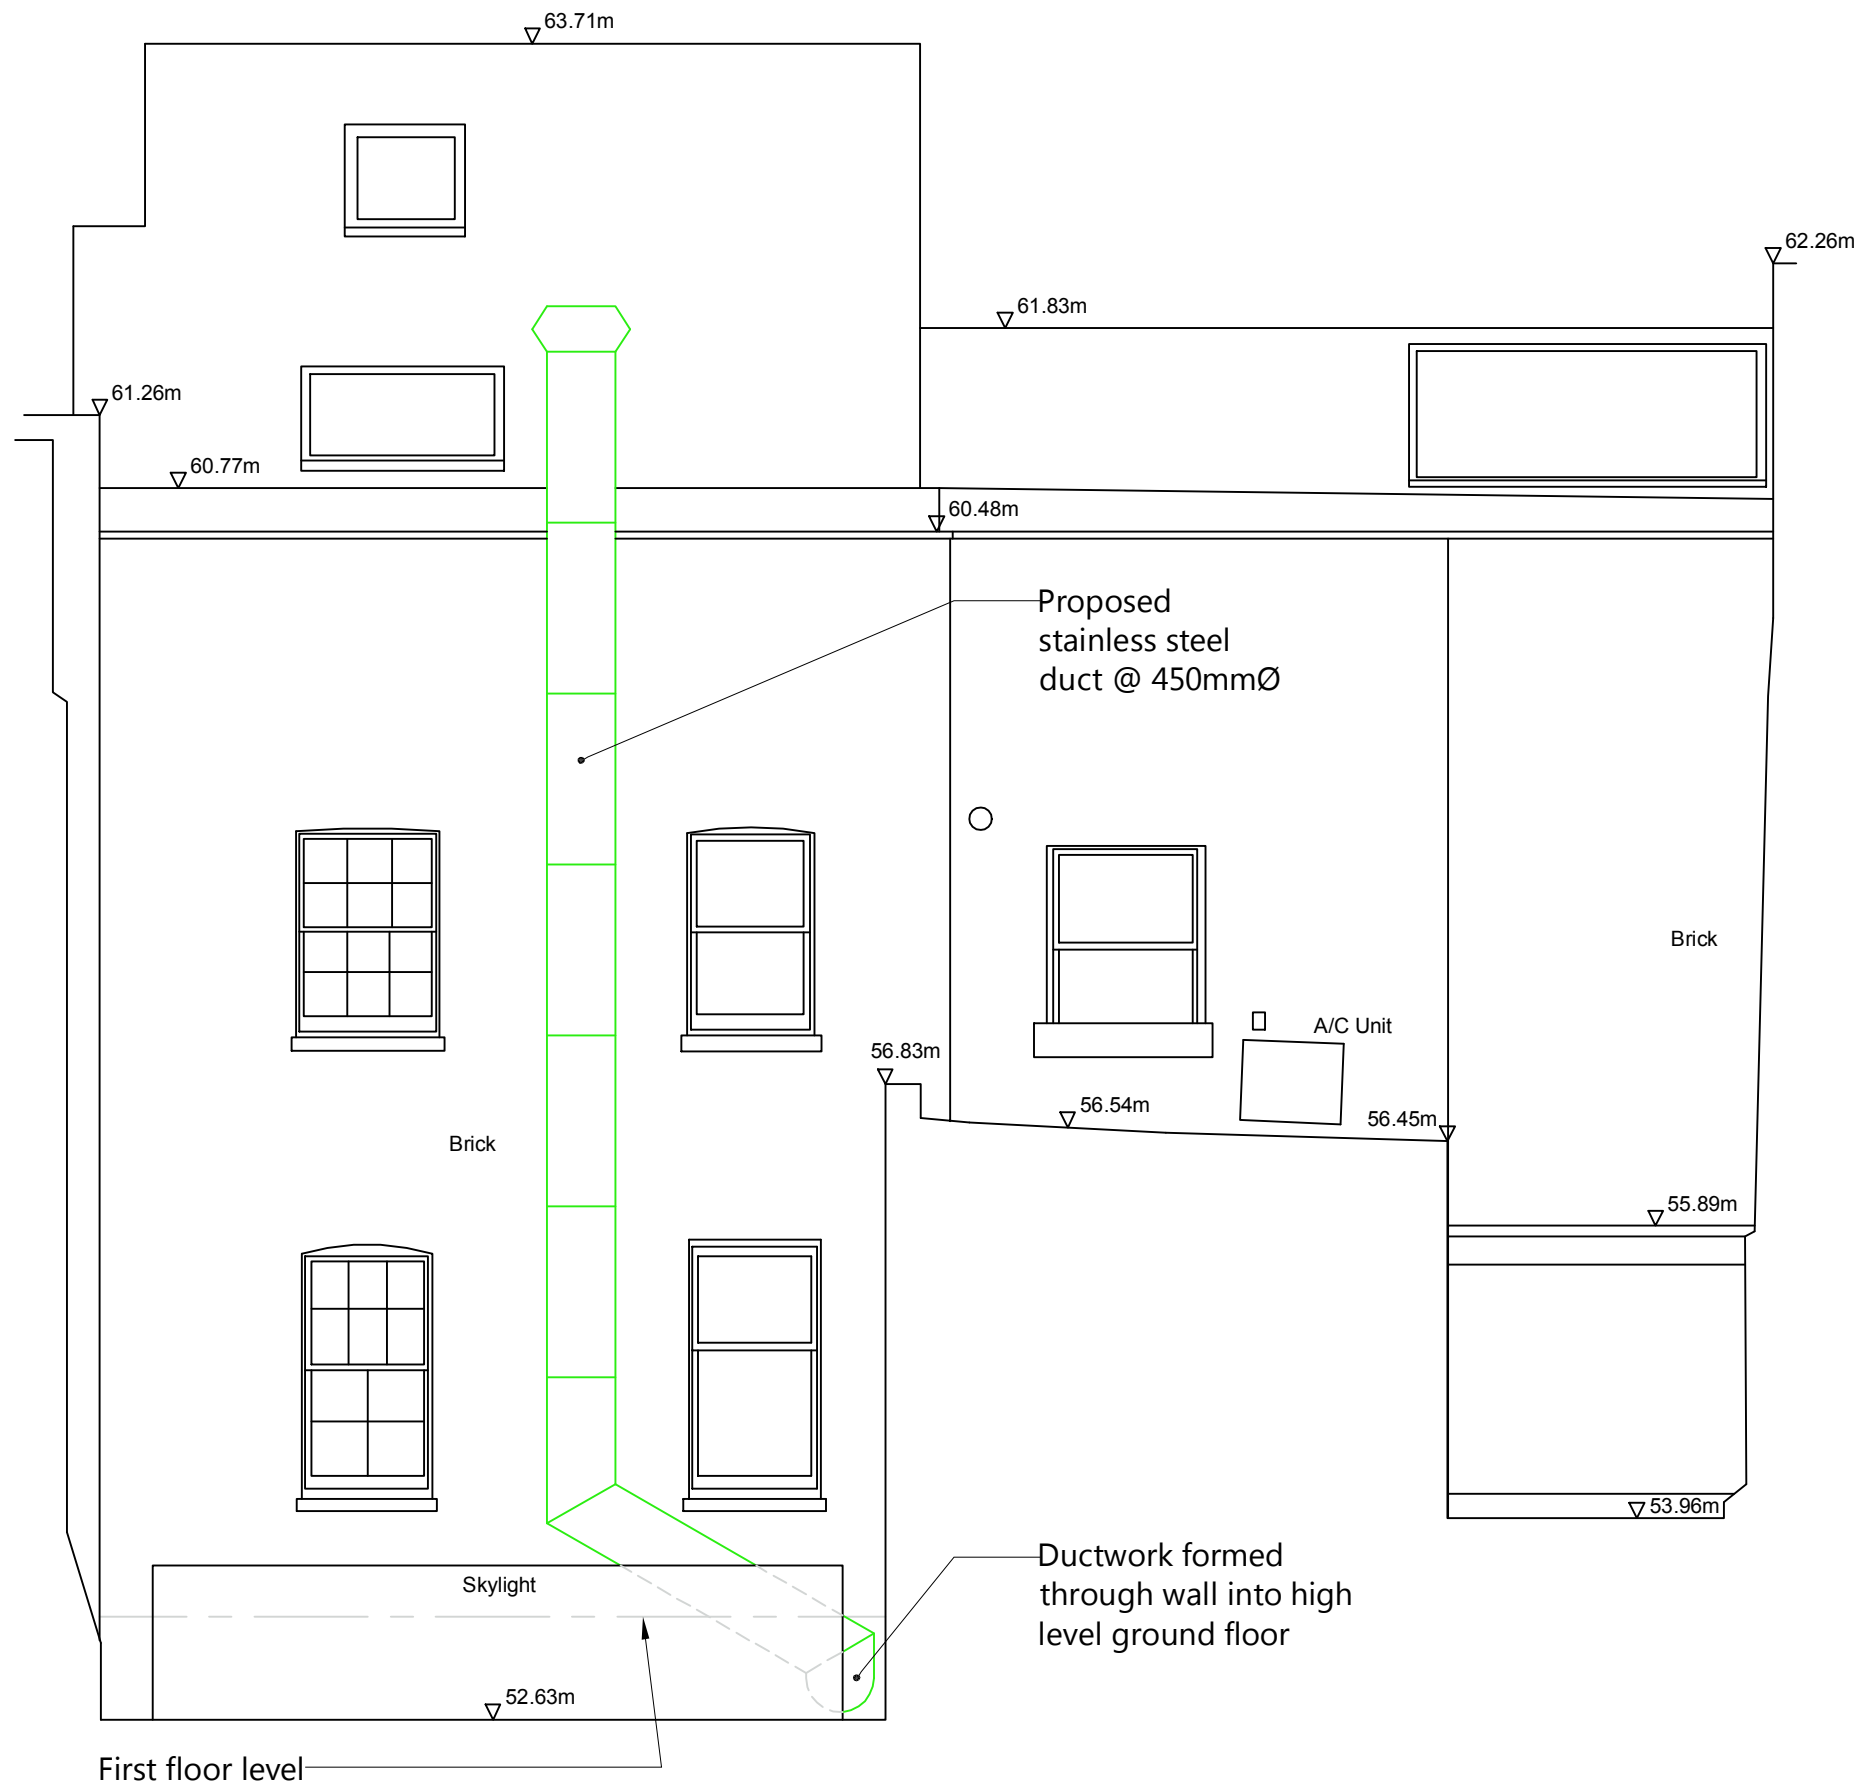 63.71m
62.26m
61.83m
61.26m
60.77m
60.48m
Proposed
stainless steel
duct @ 450mmØ
Brick
A/C Unit
56.83m
56.54m
56.45m
Brick
55.89m
53.96m
Ductwork formed
through wall into high
level ground floor
Skylight
52.63m
First floor level